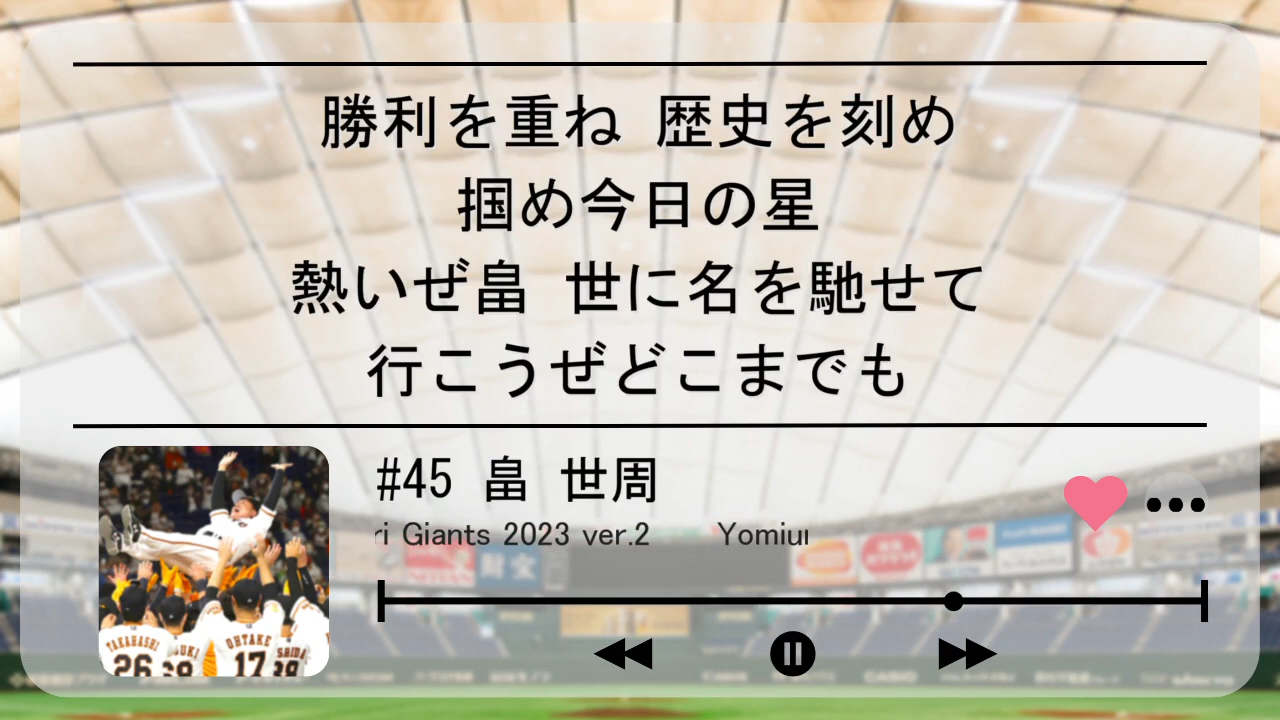 勝利を重ね 歴史を刻め
掴め今日の星
熱いぜ畠 世に名を馳せて
行こうぜどこまでも
#45 畠 世周
ri Giants 2023 ver.2 Yomiur
TAKAHASHI
26
OHTAKE
17
38